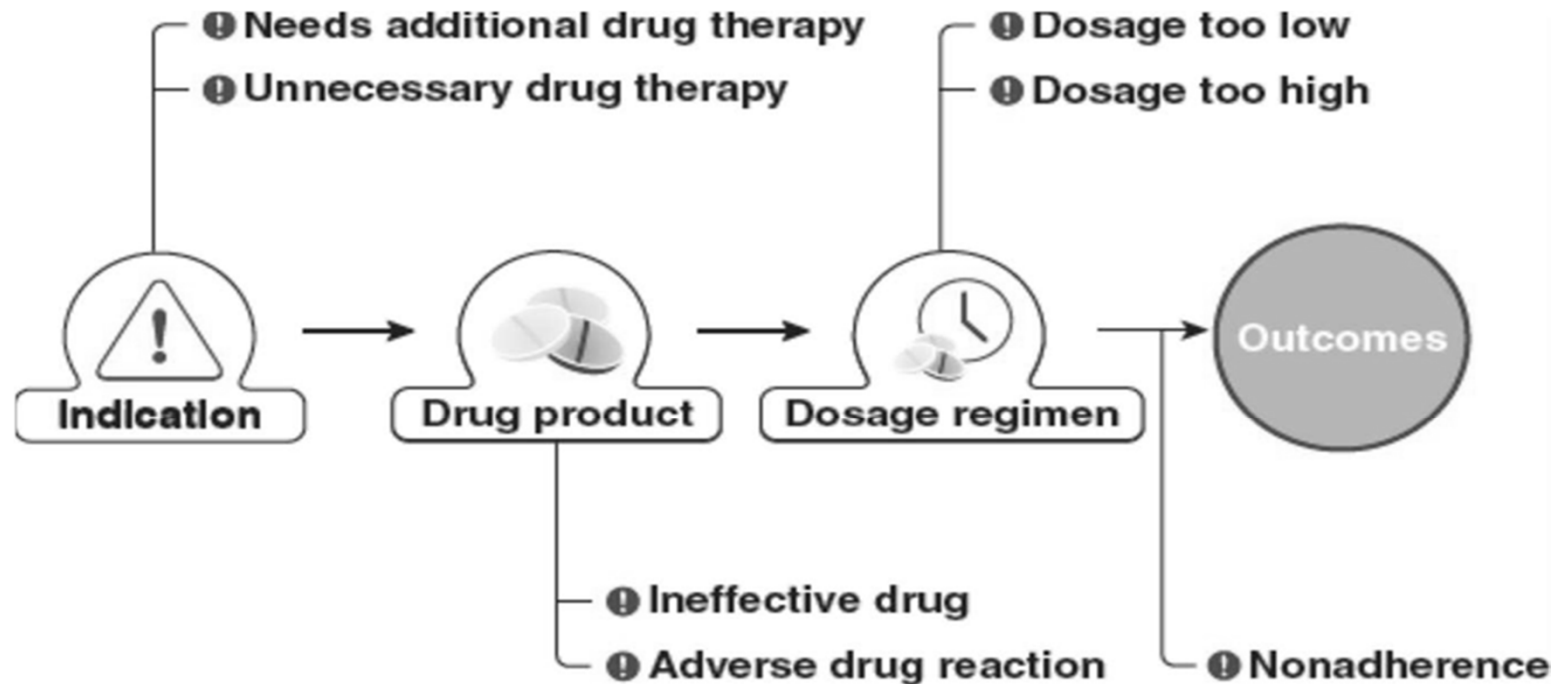 Needs additional drug therapy
Unnecessary drug therapy
Dosage too low
Dosage too high
Indication
Drug product
Dosage regimen
Outcomes
Ineffective drug
Adverse drug reaction
Nonadherence